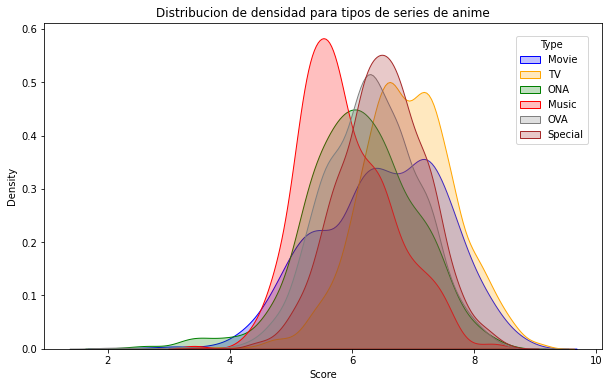 Distribucion de densidad para tipos de series de anime
Type
Movie
TV
ONA
Music
OVA
Special
Density
0.6
0.5
0.4
0.3
0.2
0.1
0.0
2
4
6
8
10
Score